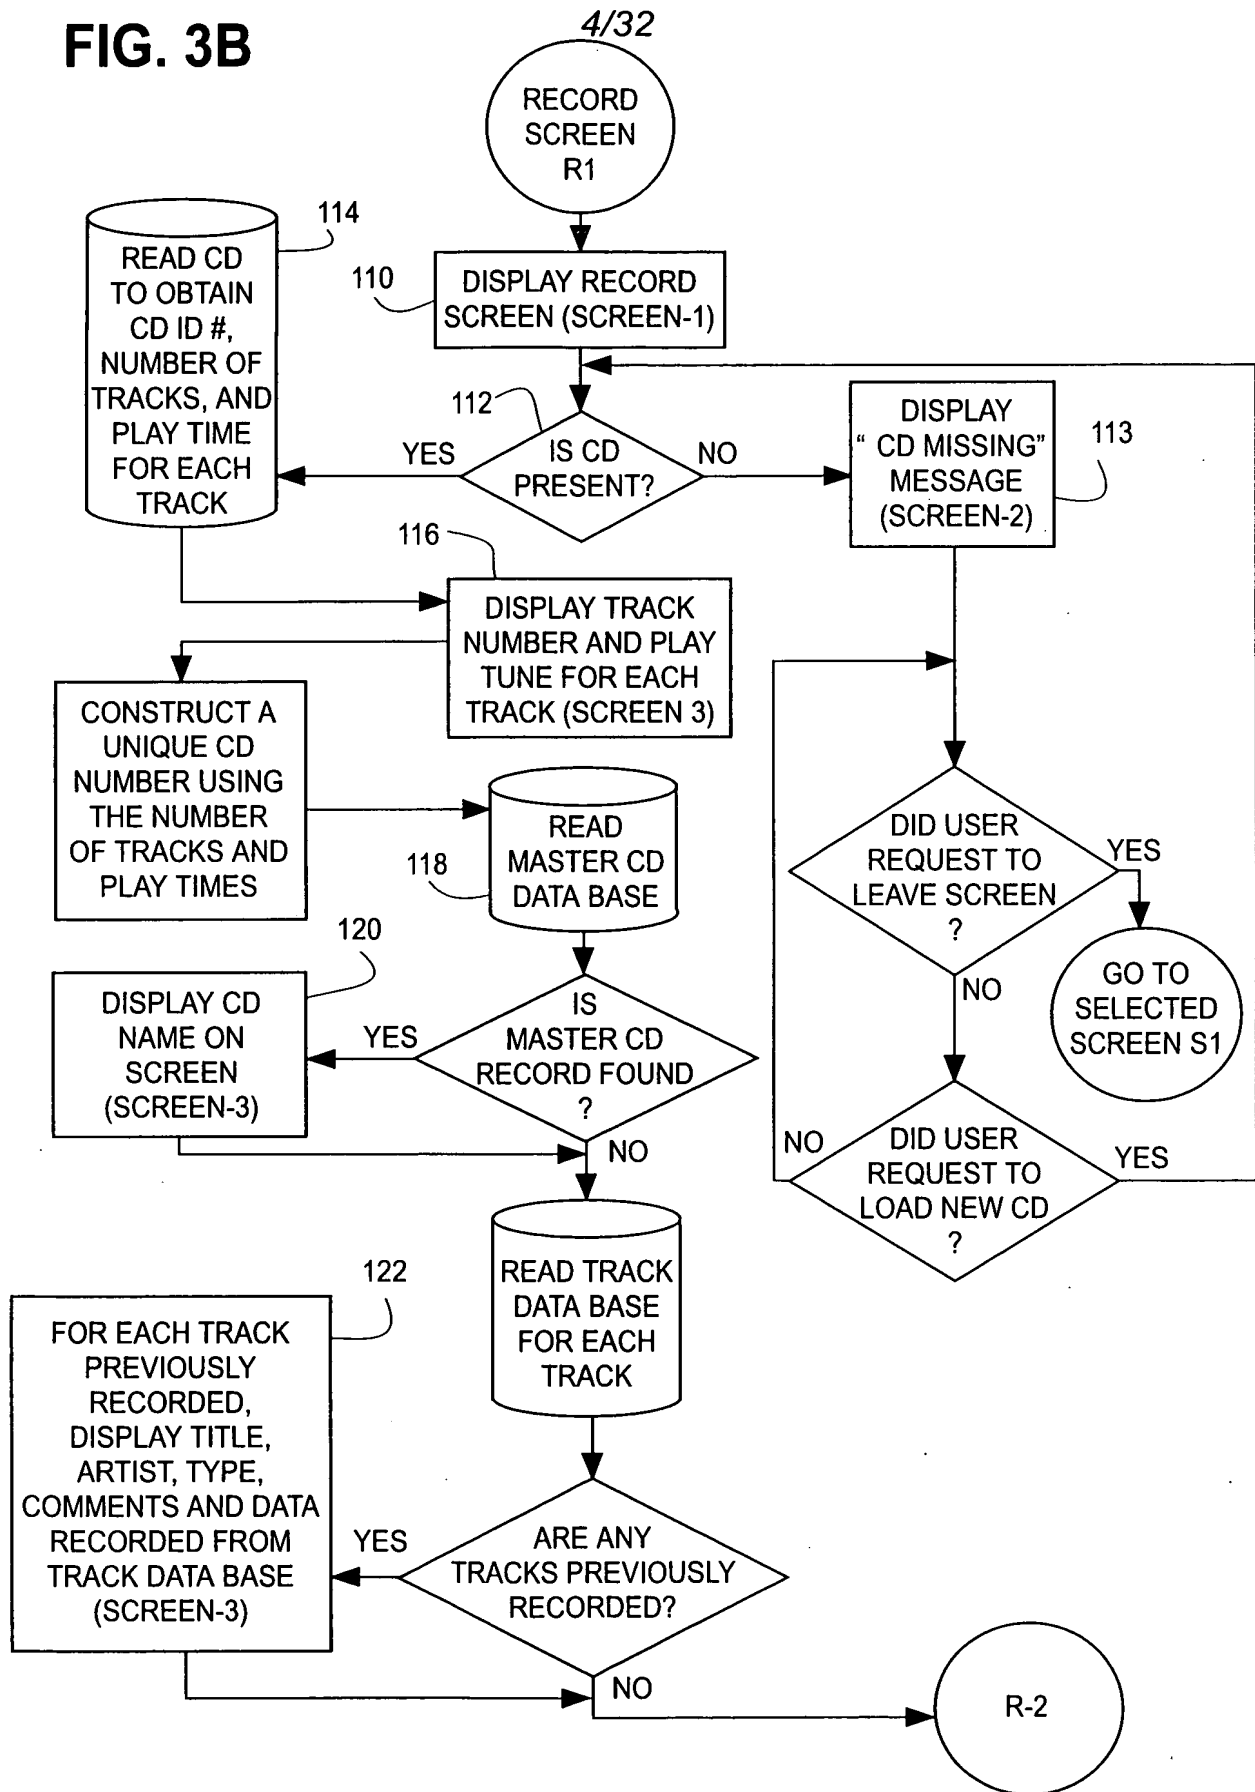 FIG. 3B
4/32
RECORD
SCREEN
R1
114
READ CD
TO OBTAIN
CD ID #,
NUMBER OF
TRACKS, AND
PLAY TIME
FOR EACH
TRACK
110
DISPLAY RECORD
SCREEN (SCREEN-1)
112
IS CD
PRESENT?
YES
NO
DISPLAY
“ CD MISSING”
MESSAGE
(SCREEN-2)
113
116
DISPLAY TRACK
NUMBER AND PLAY
TUNE FOR EACH
TRACK (SCREEN 3)
CONSTRUCT A
UNIQUE CD
NUMBER USING
THE NUMBER
OF TRACKS AND
PLAY TIMES
READ
MASTER CD
DATA BASE
118
DID USER
REQUEST TO
LEAVE SCREEN
?
YES
NO
GO TO
SELECTED
SCREEN S1
120
DISPLAY CD
NAME ON
SCREEN
(SCREEN-3)
YES
IS
MASTER CD
RECORD FOUND
?
NO
NO
DID USER
REQUEST TO
LOAD NEW CD
?
YES
READ TRACK
DATA BASE
FOR EACH
TRACK
122
FOR EACH TRACK
PREVIOUSLY
RECORDED,
DISPLAY TITLE,
ARTIST, TYPE,
COMMENTS AND DATA
RECORDED FROM
TRACK DATA BASE
(SCREEN-3)
YES
ARE ANY
TRACKS PREVIOUSLY
RECORDED?
NO
R-2